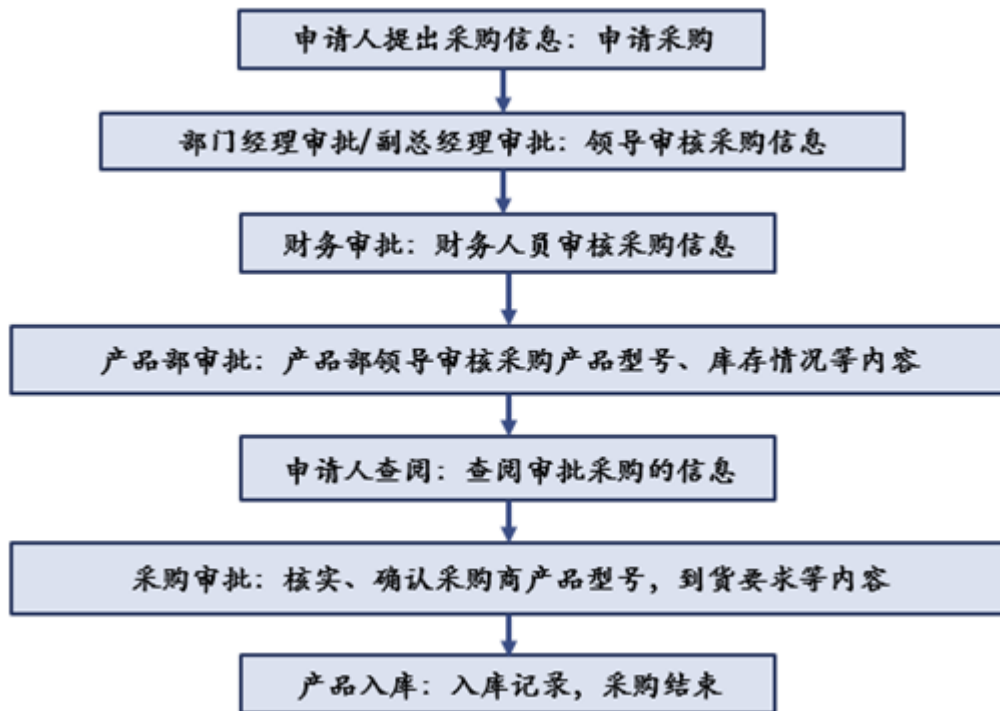 申请人提出采购信息：申请采购
部门经理审批/副总经理审批：领导审核采购信息
财务审批：财务人员审核采购信息
产品部审批：产品部领导审核采购产品型号、库存情况等内容
申请人查阅：查阅审批采购的信息
采购审批：核实、确认采购商产品型号，到货要求等内容
产品入库：入库记录，采购结束